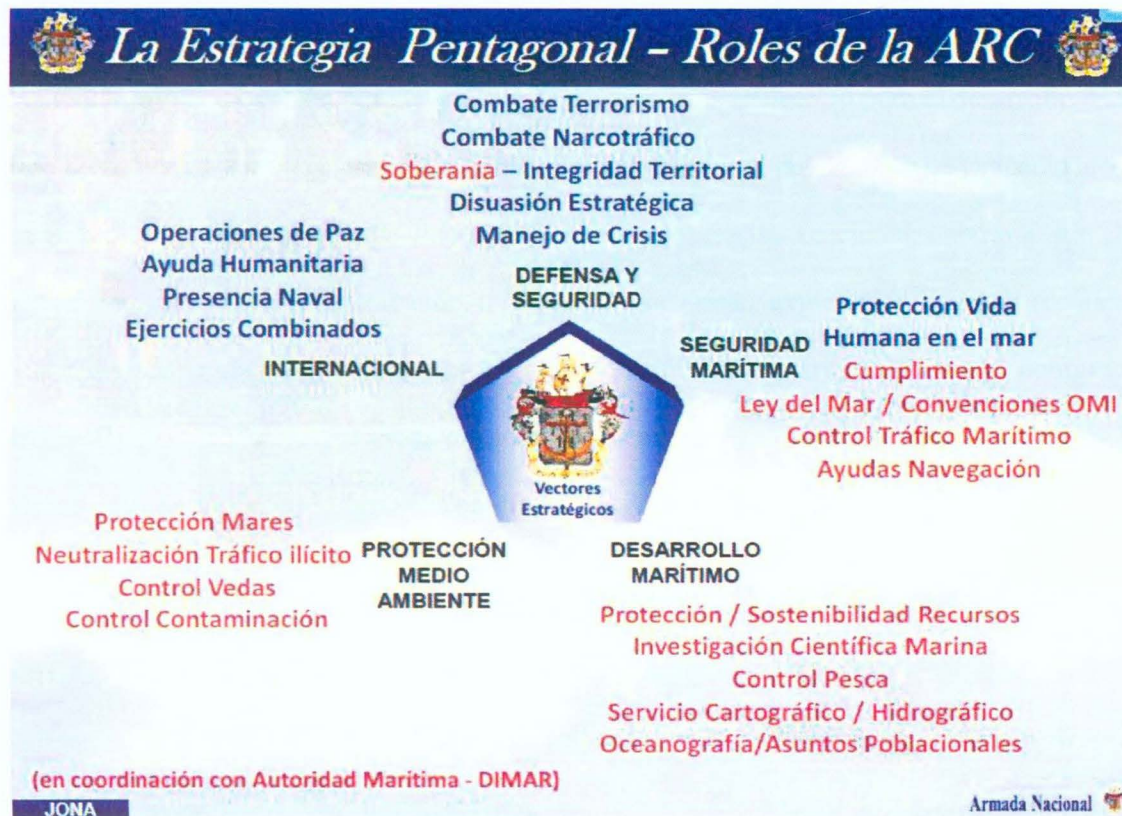 La Estrategia Pentagonal – Roles de la ARC
Combate Terrorismo
Combate Narcotráfico
Soberanía – Integridad Territorial
Disuasión Estratégica
Manejo de Crisis
DEFENSA Y
SEGURIDAD
Operaciones de Paz
Ayuda Humanitaria
Presencia Naval
Ejercicios Combinados
INTERNACIONAL
SEGURIDAD
MARÍTIMA
Protección Vida
Humana en el mar
Cumplimiento
Ley del Mar / Convenciones OMI
Control Tráfico Marítimo
Ayudas Navegación
Vectores
Estratégicos
Protección Mares
Neutralización Tráfico ilícito
Control Vedas
Control Contaminación
PROTECCIÓN
MEDIO
AMBIENTE
DESARROLLO
MARÍTIMO
Protección / Sostenibilidad Recursos
Investigación Científica Marina
Control Pesca
Servicio Cartográfico / Hidrográfico
Oceanografía/Asuntos Poblacionales
(en coordinación con Autoridad Marítima - DIMAR)
JONA
Armada Nacional